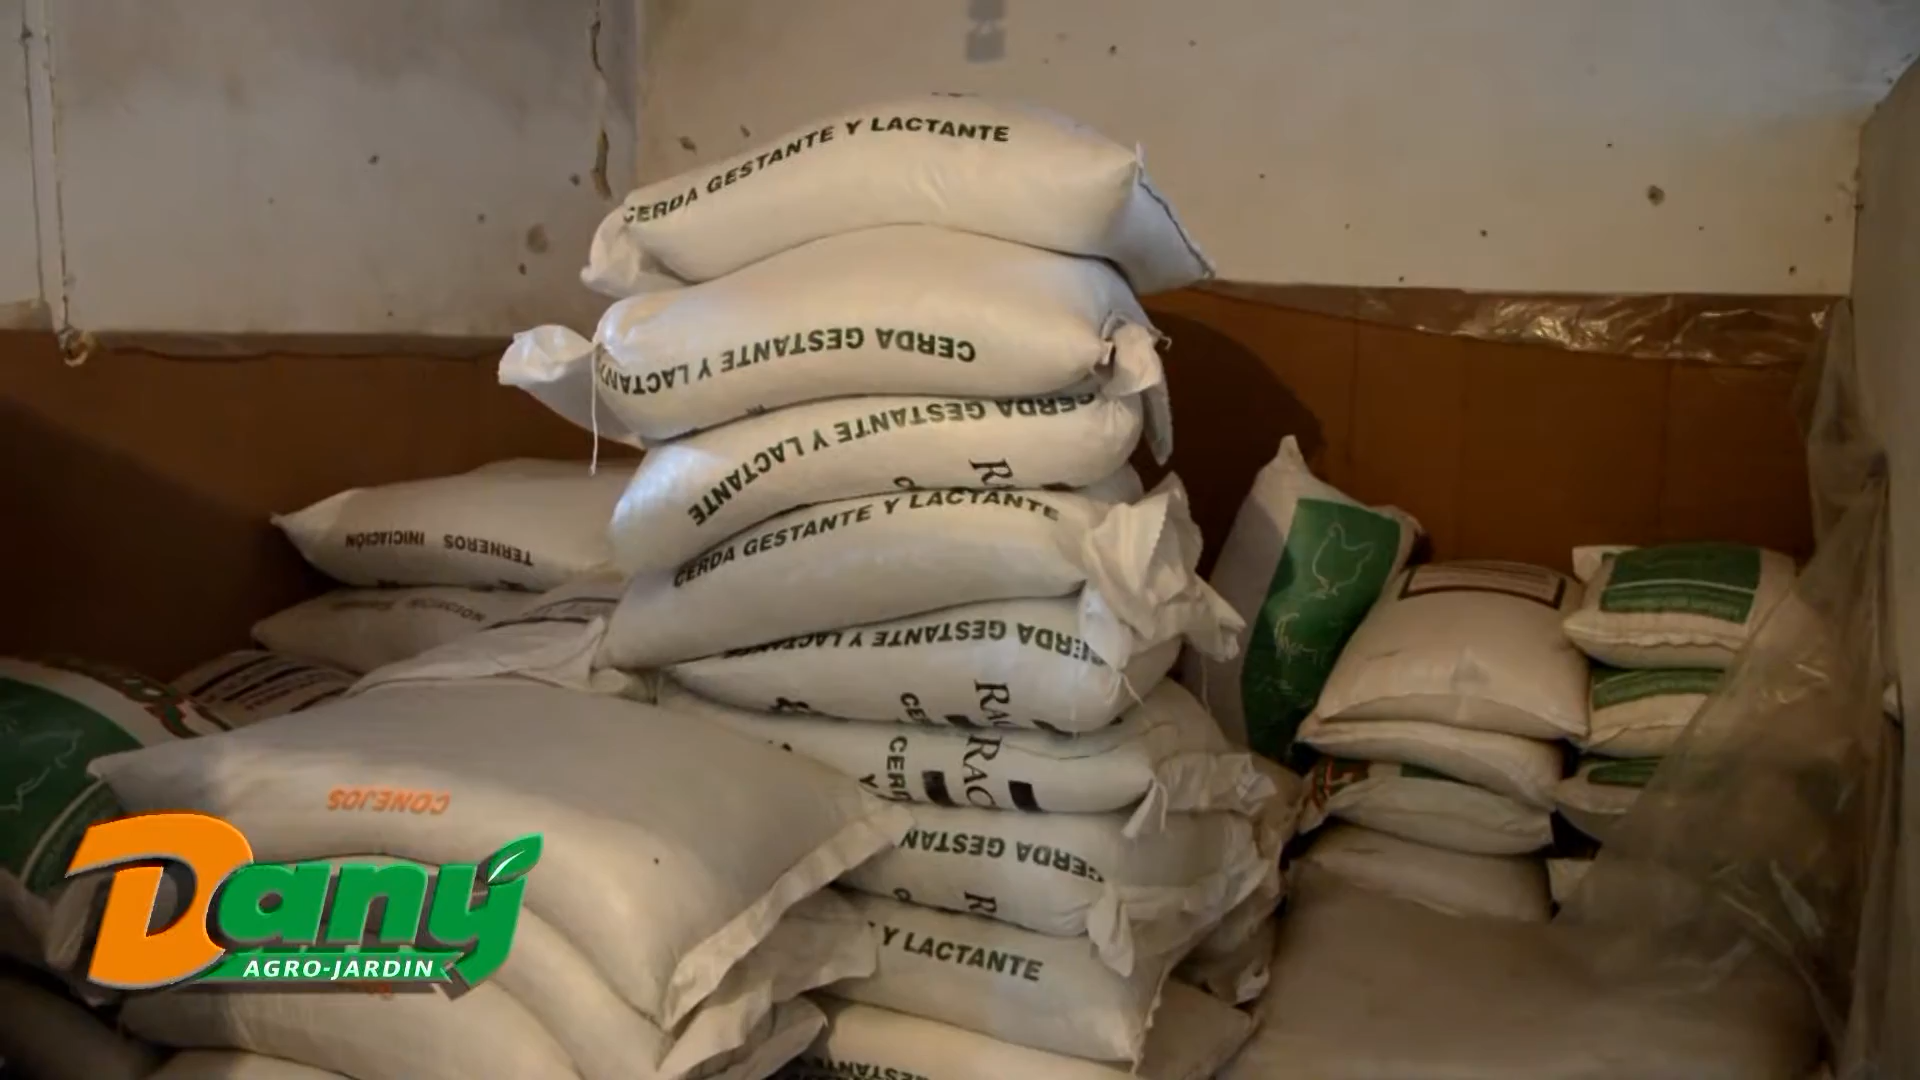 CERDA GESTANTE Y LACTANTE
CERDA GESTANTE Y LACTANTE
CERDA GESTANTE Y LACTANTE
CERDA GESTANTE Y LACTANTE
TERNEROS INICIACIÓN
CERDA GESTANTE Y LACTANTE
CERDA GESTANTE
Y LACTANTE
CONEJOS
Dany
AGRO-JARDIN